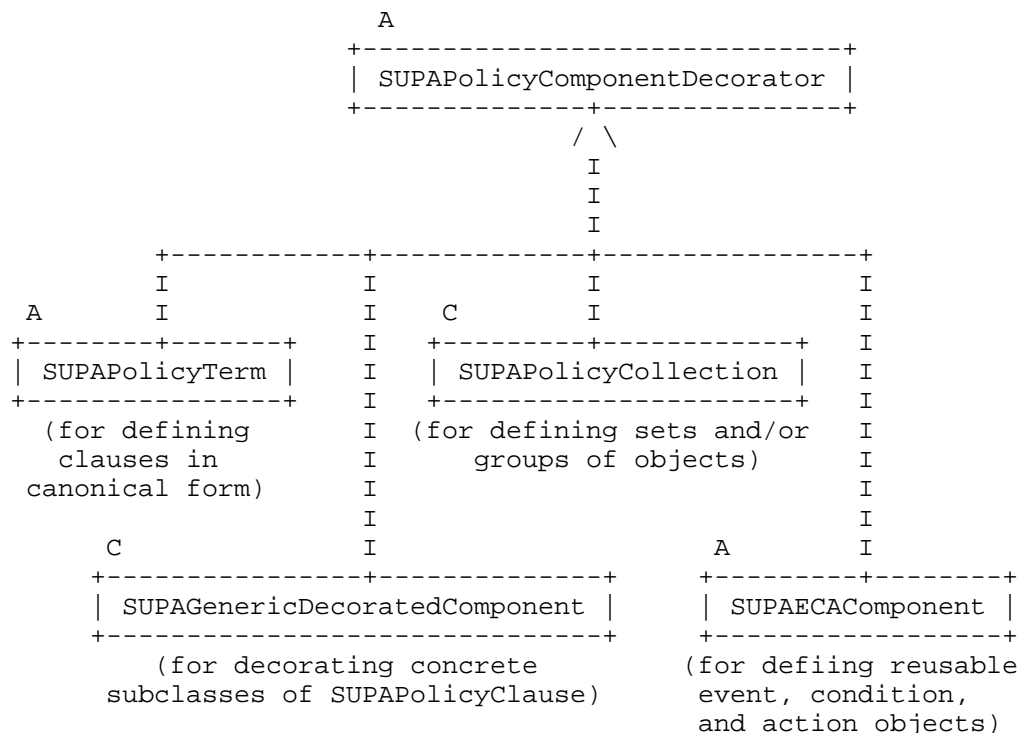 A
SUPAPolicyComponentDecorator
A
C
SUPAPolicyTerm
SUPAPolicyCollection
(for defining
clauses in
canonical form)
(for defining sets and/or
groups of objects)
C
A
SUPAGenericDecoratedComponent
SUPAECAComponent
(for decorating concrete
subclasses of SUPAPolicyClause)
(for defiing reusable
event, condition,
and action objects)